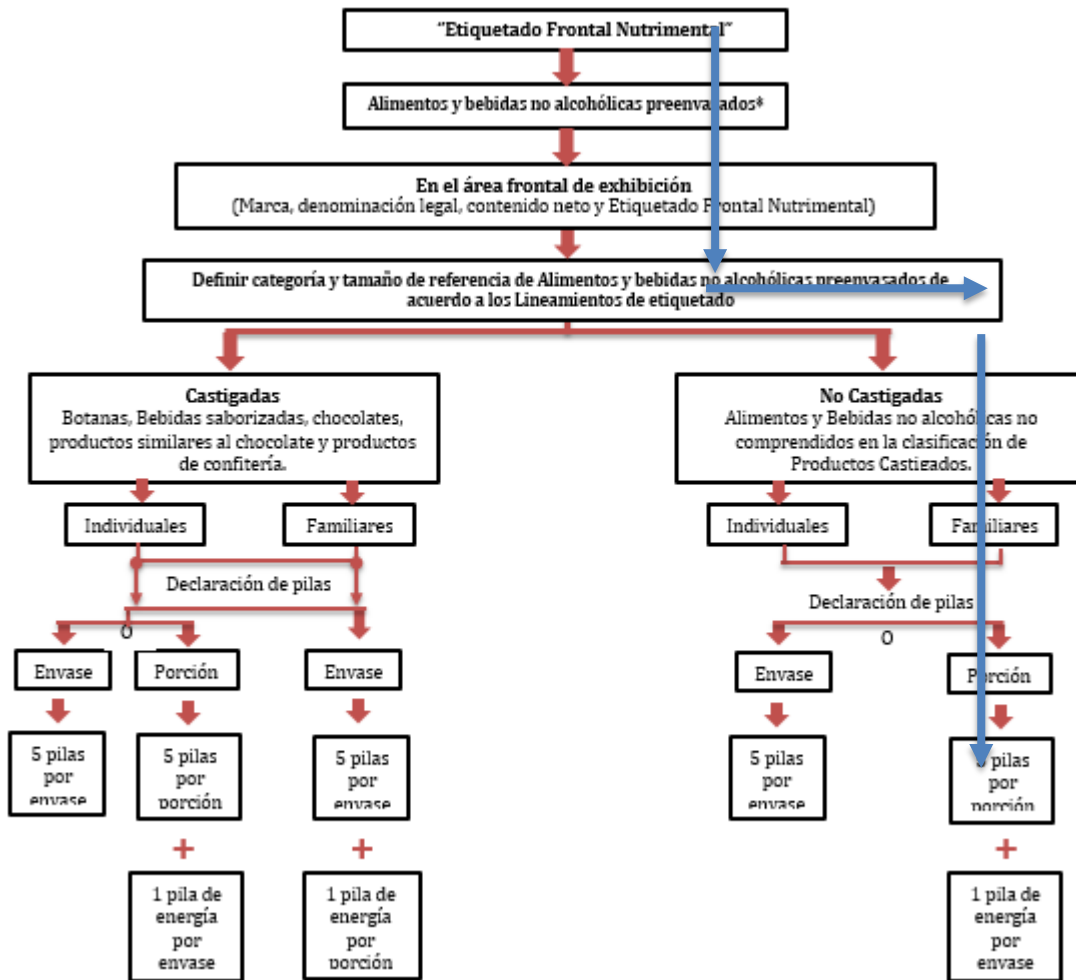 “Etiquetado Frontal Nutrimental”
Alimentos y bebidas no alcohólicas preenvasados*
En el área frontal de exhibición
(Marca, denominación legal, contenido neto y Etiquetado Frontal Nutrimental)
Definir categoría y tamaño de referencia de Alimentos y bebidas no alcohólicas preenvasados de
acuerdo a los Lineamientos de etiquetado
Castigadas
Botanas, Bebidas saborizadas, chocolates,
productos similares al chocolate y productos
de confitería.
No Castigadas
Alimentos y Bebidas no alcohólicas no
comprendidos en la clasificación de
Productos Castigados.
Individuales
Familiares
Individuales
Familiares
Declaración de pilas
Declaración de pilas
O
O
Envase
Porción
Envase
Envase
Porción
5 pilas
por
envase
5 pilas
por
porción
5 pilas
por
envase
5 pilas
por
envase
5 pilas
por
porción
+
+
+
1 pila de
energía
por
envase
1 pila de
energía
por
porción
1 pila de
energía
por
envase